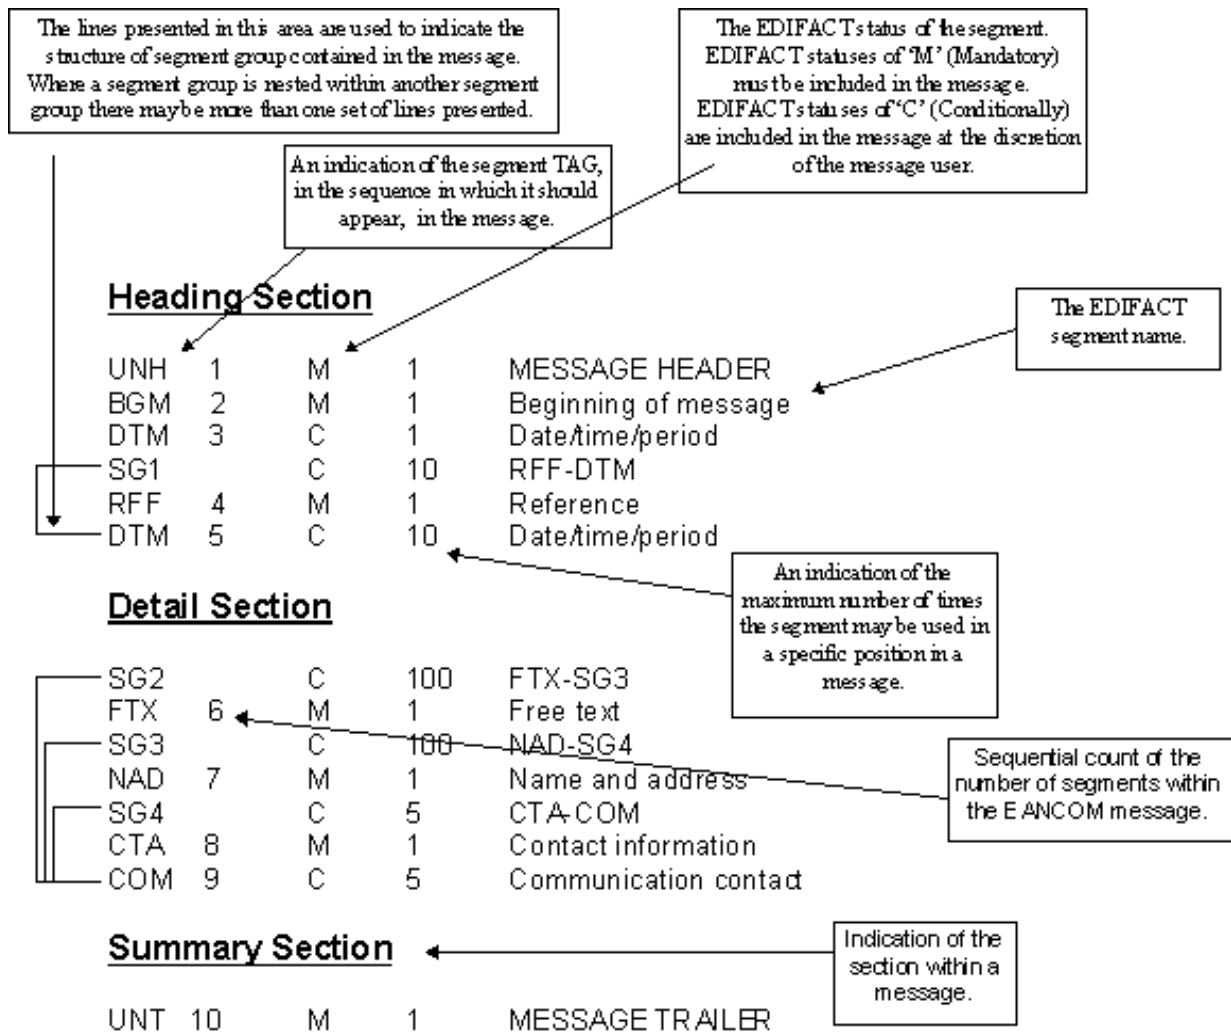 The lines presented in this area are used to indicate the
structure of segment group contained in the message.
Where a segment group is nested within another segment
group there may be more than one set of lines presented.
The EDIFACT status of the segment.
EDIFACT statuses of ‘M’ (Mandatory)
must be included in the message.
EDIFACT statuses of ‘C’ (Conditionally)
are included in the message at the discretion
of the message user.
An indication of the segment TAG,
in the sequence in which it should
appear, in the message.
Heading Section
The EDIFACT
segment name.
UNH 1 M 1 MESSAGE HEADER
BGM 2 M 1 Beginning of message
DTM 3 C 1 Date/time/period
SG1 C 10 RFF-DTM
RFF 4 M 1 Reference
DTM 5 C 10 Date/time/period
An indication of the
maximum number of times
the segment may be used in
a specific position in a
message.
Detail Section
SG2 C 100 FTX-SG3
FTX 6 M 1 Free text
SG3 C 100 NAD-SG4
NAD 7 M 1 Name and address
SG4 C 5 CTA-COM
CTA 8 M 1 Contact information
COM 9 C 5 Communication contact
Sequential count of the
number of segments within
the EANCOM message.
Summary Section
Indication of the
section within a
message.
UNT 10 M 1 MESSAGE TRAILER